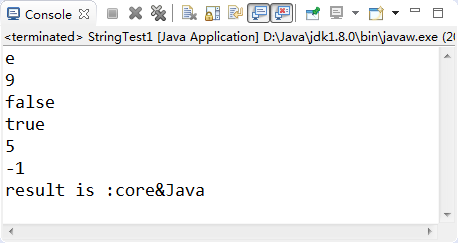 Console
<terminated> StringTest1 [Java Application] D:\Java\jdk1.8.0\bin\javaw.exe (20
e
9
false
true
5
-1
result is :core&Java